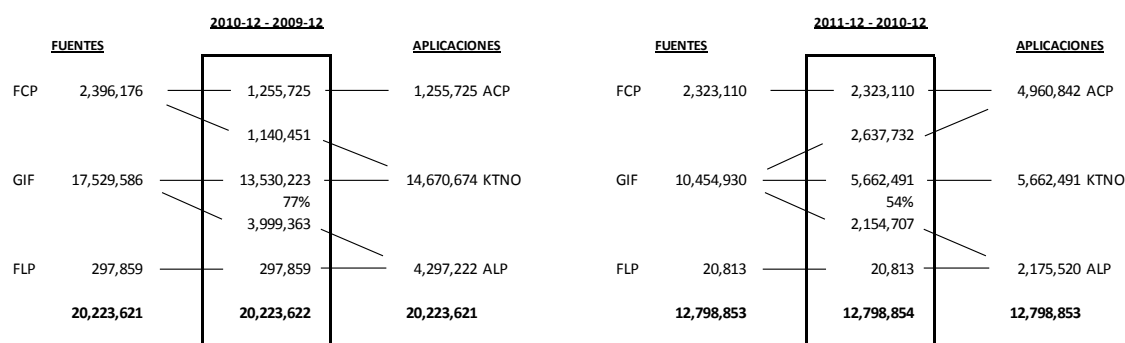 2010-12 - 2009-12
FUENTES APLICACIONES
FCP 2,396,176 1,255,725 1,255,725 ACP
1,140,451
GIF 17,529,586 13,530,223 14,670,674 KTNO
77%
3,999,363
FLP 297,859 297,859 4,297,222 ALP
20,223,621 20,223,622 20,223,621
2011-12 - 2010-12
FUENTES APLICACIONES
FCP 2,323,110 2,323,110 4,960,842 ACP
2,637,732
GIF 10,454,930 5,662,491 5,662,491 KTNO
54%
2,154,707
FLP 20,813 20,813 2,175,520 ALP
12,798,853 12,798,854 12,798,853